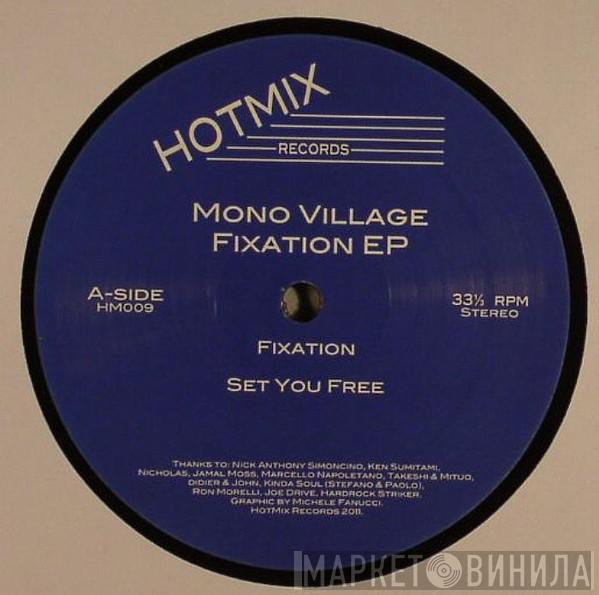 HOTMIX
RECORDS
MONO VILLAGE
FIXATION EP
A-SIDE
HM009
33⅓ RPM
STEREO
FIXATION
SET YOU FREE
THANKS TO: NICK ANTHONY SIMONCINO, KEN SUMITAMI,
NICHOLAS, JAMAL MOSS, MARCELLO NAPOLETANO, TAKESHI & MITUO,
DIDIER & JOHN, KINDA SOUL (STEFANO & PAOLO),
RON MORELLI, JOE DRIVE, HARDROCK STRIKER.
GRAPHIC BY MICHELE FANUCCI.
HOTMIX RECORDS 2011.
МАРКЕТ ВИНИЛА